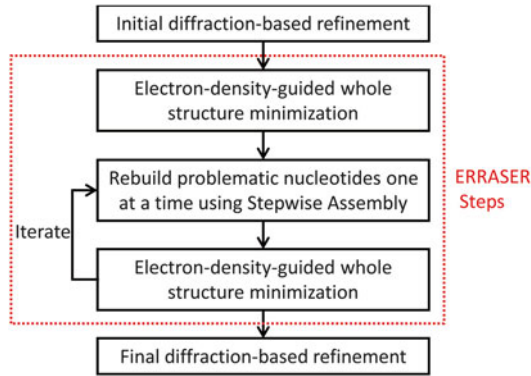 Initial diffraction-based refinement
Electron-density-guided whole
structure minimization
Rebuild problematic nucleotides one
at a time using Stepwise Assembly
ERRASER
Steps
Iterate
Electron-density-guided whole
structure minimization
Final diffraction-based refinement